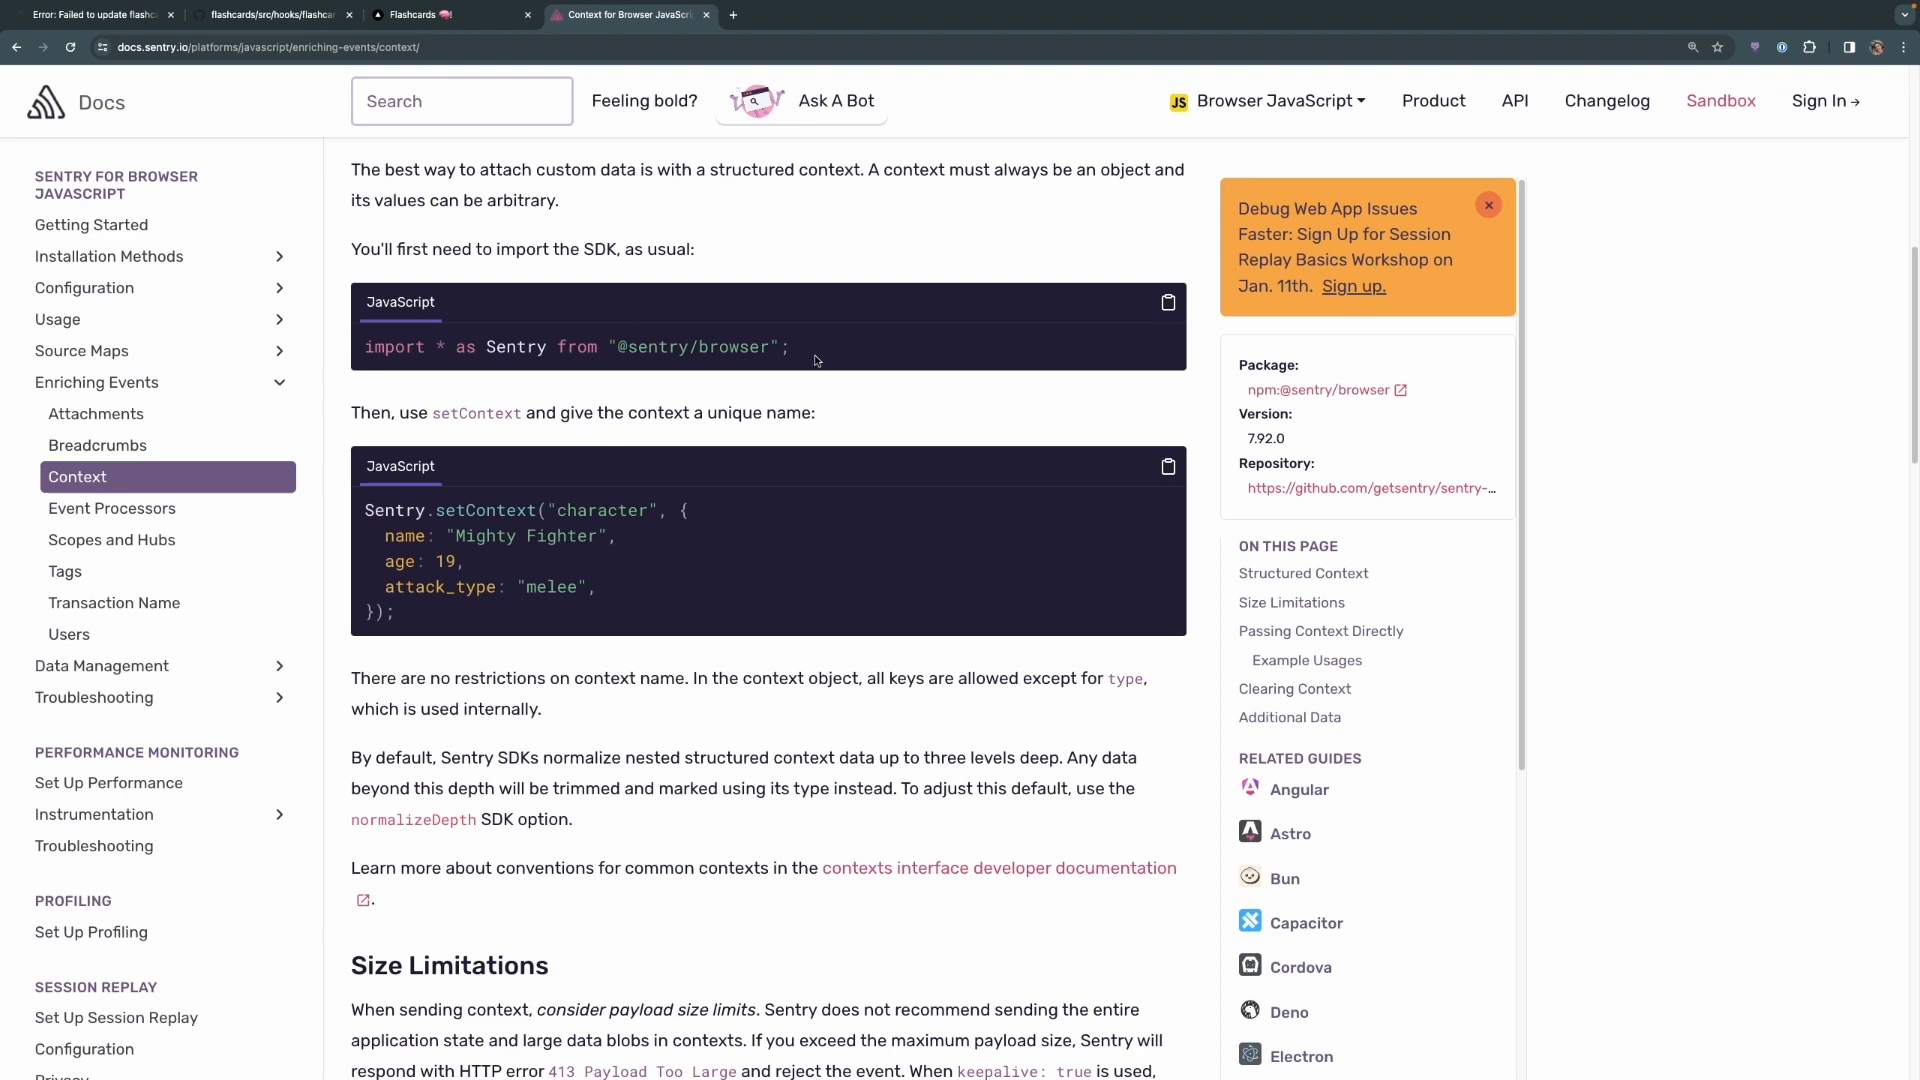 Error: Failed to update flashc
flashcards/src/hooks/flashcar
Flashcards
Context for Browser JavaScri
docs.sentry.io/platforms/javascript/enriching-events/context/
Docs
Search
Feeling bold?
Ask A Bot
JS Browser JavaScript
Product
API
Changelog
Sandbox
Sign In →
SENTRY FOR BROWSER
JAVASCRIPT
Getting Started
Installation Methods
Configuration
Usage
Source Maps
Enriching Events
Attachments
Breadcrumbs
Context
Event Processors
Scopes and Hubs
Tags
Transaction Name
Users
Data Management
Troubleshooting
PERFORMANCE MONITORING
Set Up Performance
Instrumentation
Troubleshooting
PROFILING
Set Up Profiling
SESSION REPLAY
Set Up Session Replay
Configuration
Privacy
The best way to attach custom data is with a structured context. A context must always be an object and
its values can be arbitrary.
You'll first need to import the SDK, as usual:
JavaScript
import * as Sentry from "@sentry/browser";
Then, use setContext and give the context a unique name:
JavaScript
Sentry.setContext("character", {
name: "Mighty Fighter",
age: 19,
attack_type: "melee",
});
There are no restrictions on context name. In the context object, all keys are allowed except for type,
which is used internally.
By default, Sentry SDKs normalize nested structured context data up to three levels deep. Any data
beyond this depth will be trimmed and marked using its type instead. To adjust this default, use the
normalizeDepth SDK option.
Learn more about conventions for common contexts in the contexts interface developer documentation
.
Size Limitations
When sending context, consider payload size limits. Sentry does not recommend sending the entire
application state and large data blobs in contexts. If you exceed the maximum payload size, Sentry will
respond with HTTP error 413 Payload Too Large and reject the event. When keepalive: true is used,
Debug Web App Issues
Faster: Sign Up for Session
Replay Basics Workshop on
Jan. 11th. Sign up.
Package:
npm:@sentry/browser
Version:
7.92.0
Repository:
https://github.com/getsentry/sentry-…
ON THIS PAGE
Structured Context
Size Limitations
Passing Context Directly
Example Usages
Clearing Context
Additional Data
RELATED GUIDES
Angular
Astro
Bun
Capacitor
Cordova
Deno
Electron